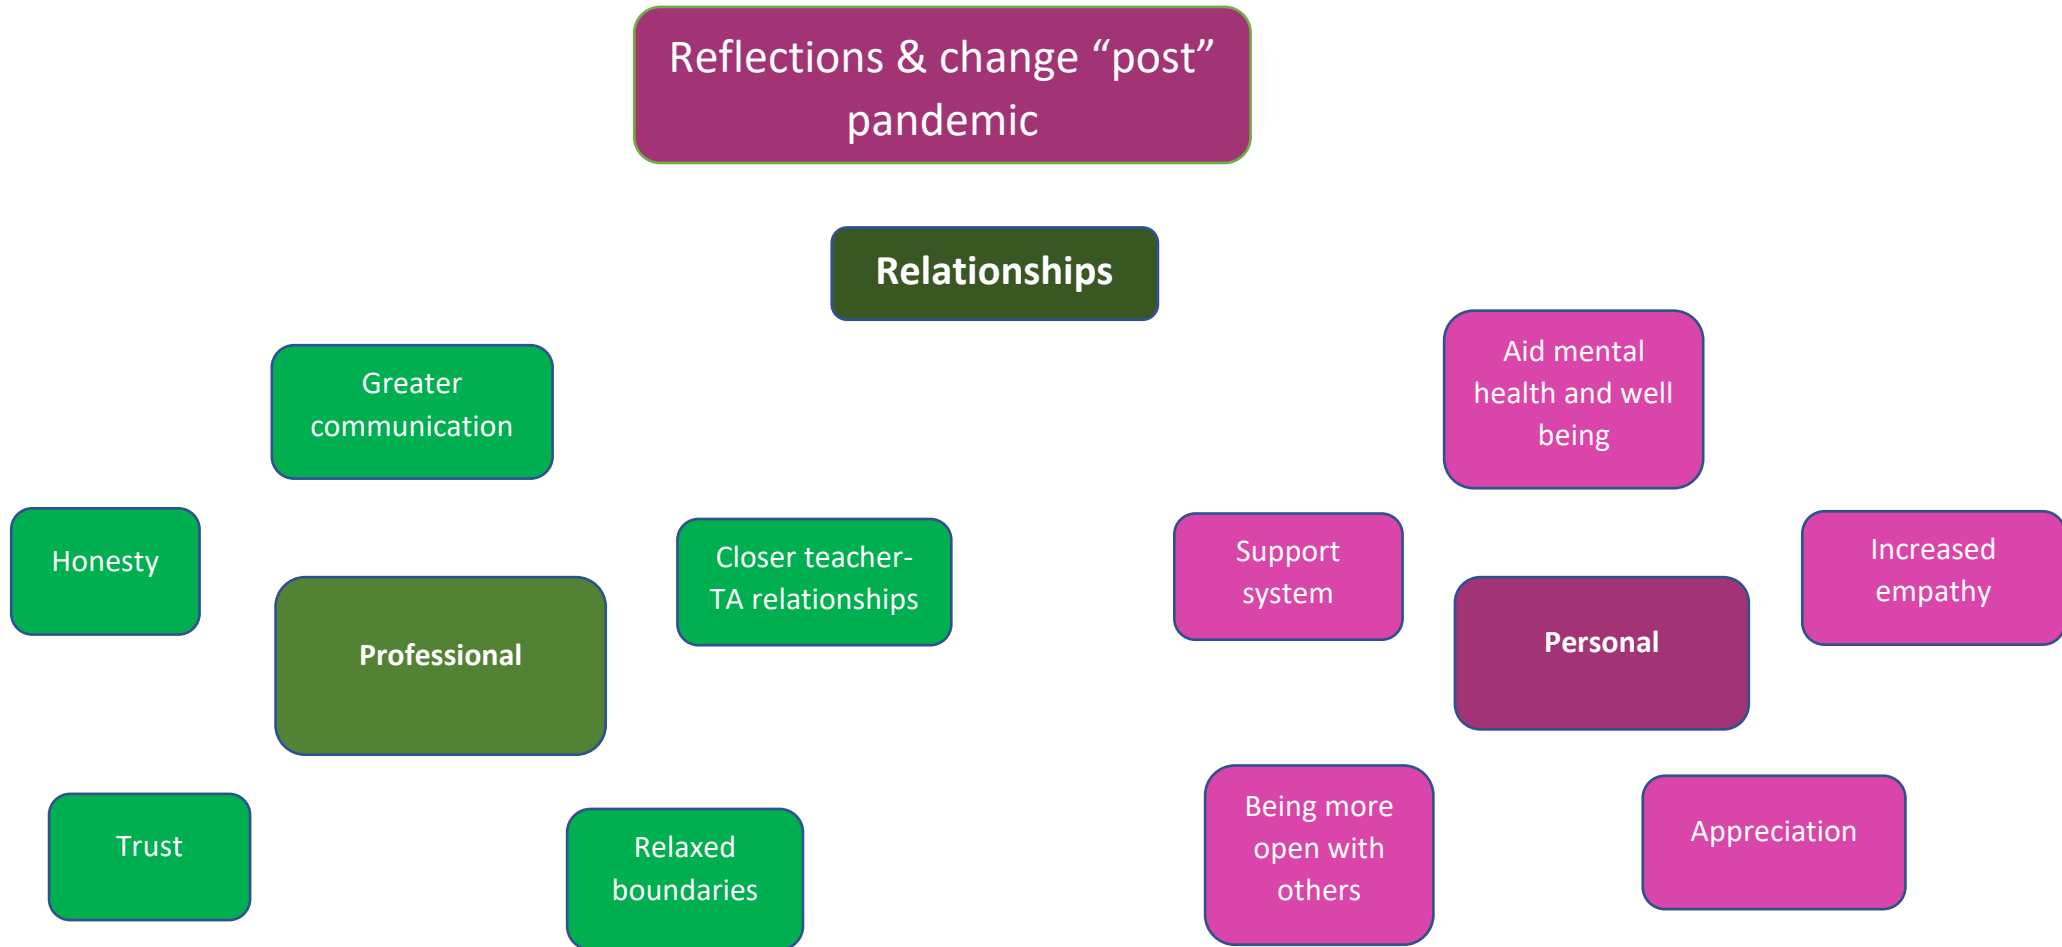 Reflections & change “post”
pandemic
Relationships
Greater
communication
Honesty
Closer teacher-
TA relationships
Professional
Trust
Relaxed
boundaries
Aid mental
health and well
being
Support
system
Increased
empathy
Personal
Being more
open with
others
Appreciation